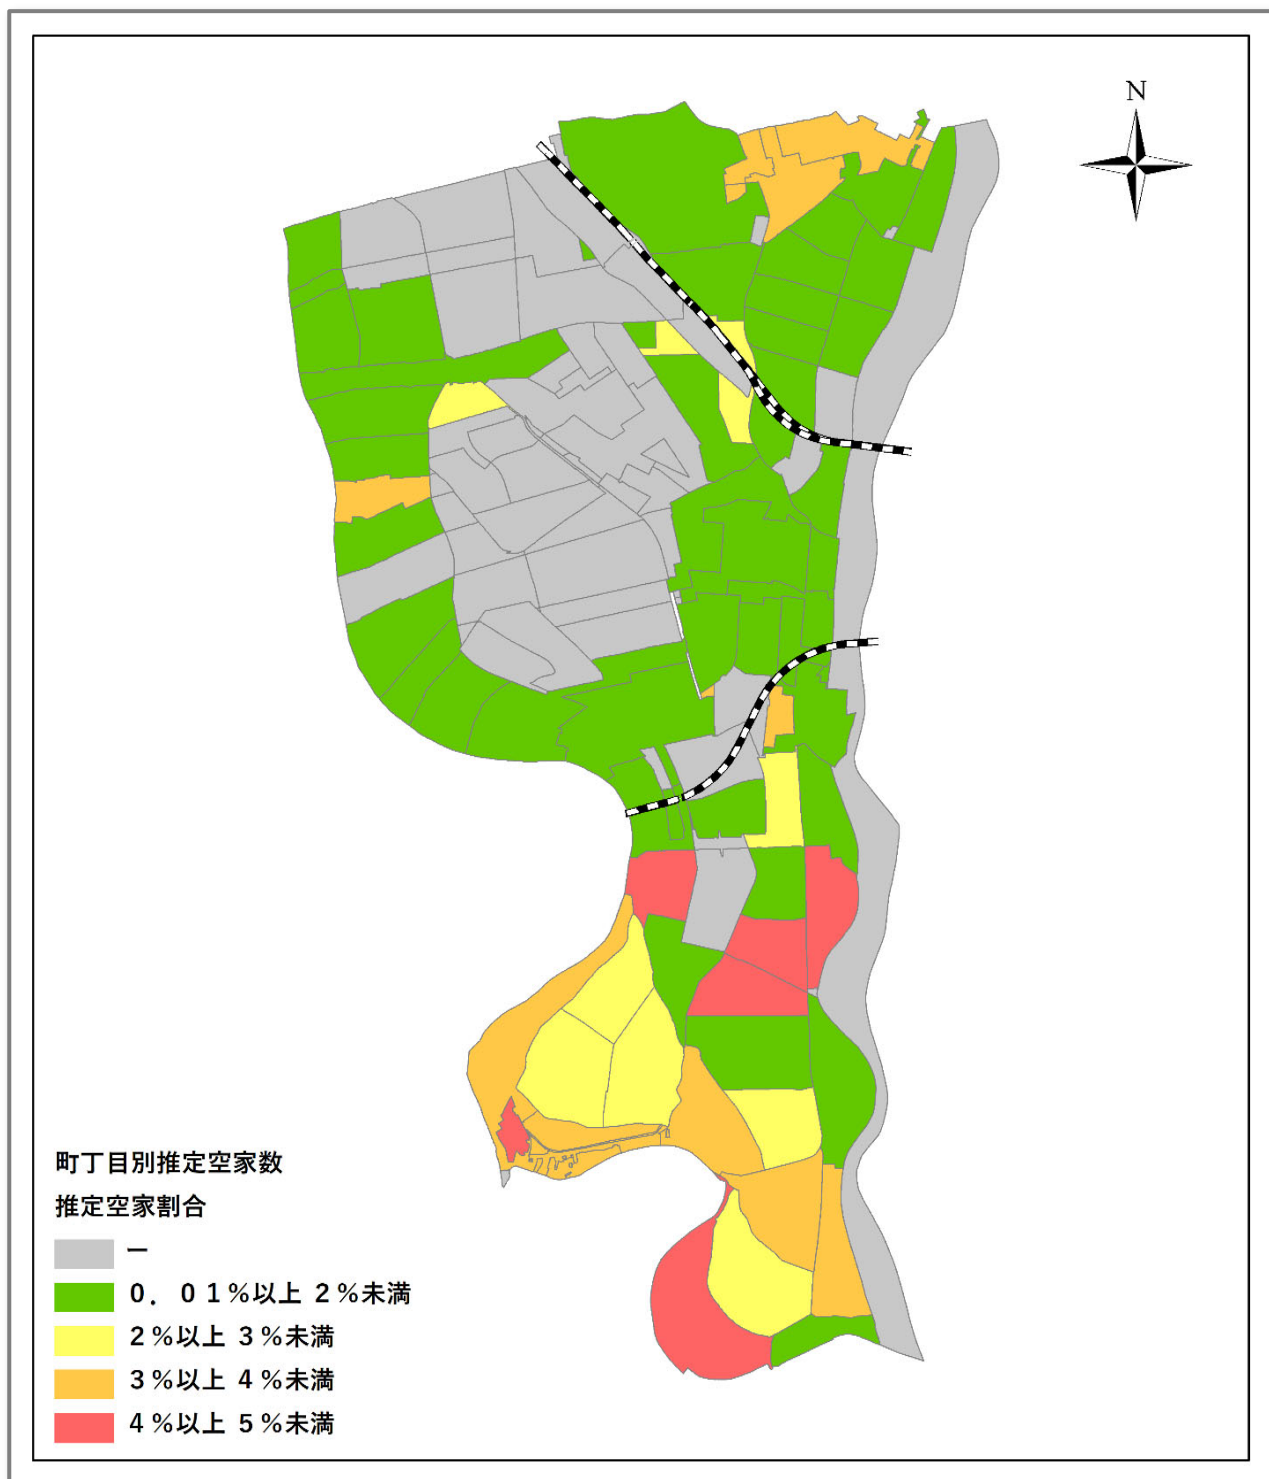 N
町丁目別推定空家数
推定空家割合
ー
０．０１%以上 ２%未満
２%以上 ３%未満
３%以上 ４%未満
４%以上 ５%未満